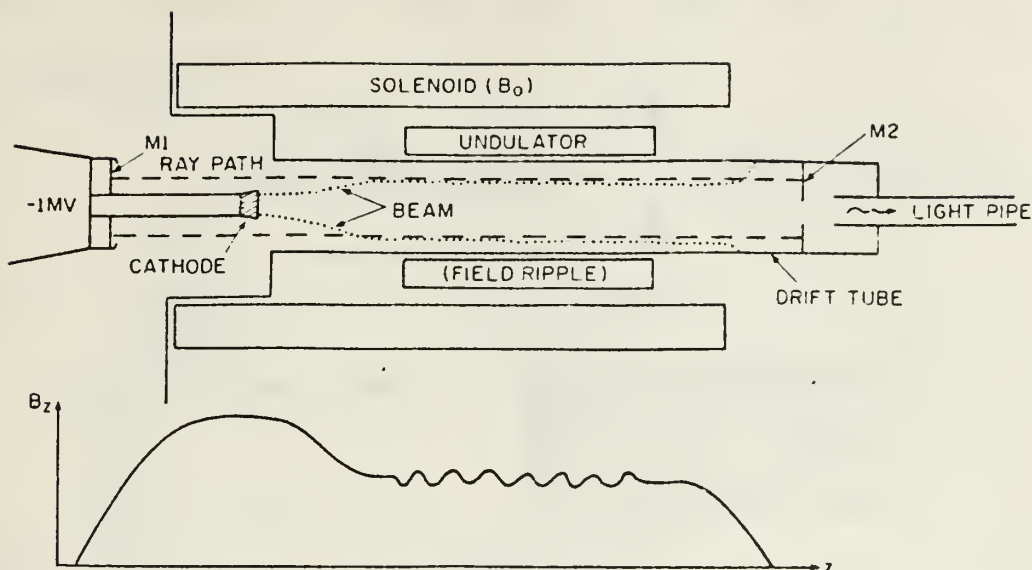 SOLENOID (B₀)
UNDULATOR
M1
M2
RAY PATH
-1MV
BEAM
LIGHT PIPE
CATHODE
(FIELD RIPPLE)
DRIFT TUBE
B_Z
Z